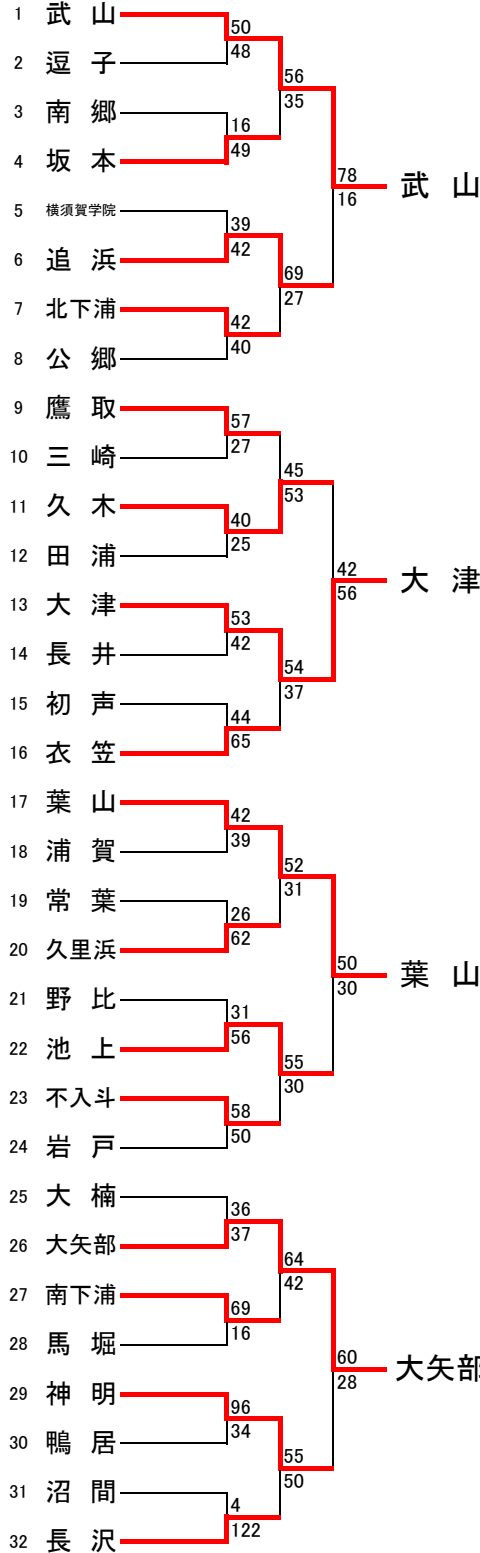 1 武 山
50
48
2 逗 子
56
35
3 南 郷
16
49
4 坂 本
78
16
武 山
5 横須賀学院
39
42
6 追 浜
69
27
7 北下浦
42
40
8 公 郷
9 鷹 取
57
27
10 三 崎
45
53
11 久 木
40
25
12 田 浦
42
56
大 津
13 大 津
53
42
14 長 井
54
37
15 初 声
44
65
16 衣 笠
17 葉 山
42
39
18 浦 賀
52
31
19 常 葉
26
62
20 久里浜
50
30
葉 山
21 野 比
31
56
22 池 上
55
30
23 不入斗
58
50
24 岩 戸
25 大 楠
36
37
26 大矢部
64
42
27 南下浦
69
16
28 馬 堀
60
28
大矢部
29 神 明
96
34
30 鴨 居
55
50
31 沼 間
4
122
32 長 沢